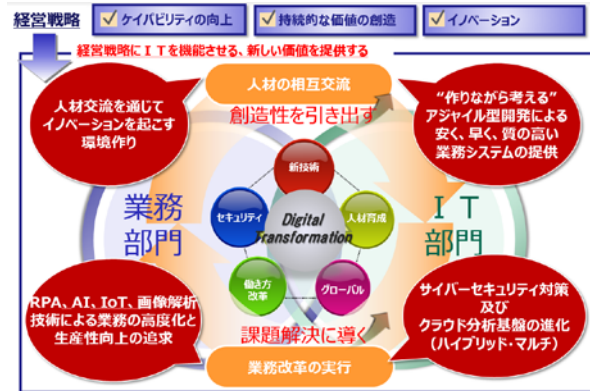 経営戦略
ケイパビリティの向上
持続的な価値の創造
イノベーション
経営戦略にＩＴを機能させる、新しい価値を提供する
人材の相互交流
創造性を引き出す
人材交流を通じて
イノベーションを起こす
環境作り
“作りながら考える”
アジャイル型開発による
安く、早く、質の高い
業務システムの提供
業務
部門
ＩＴ
部門
新技術
セキュリティ
人材育成
Digital
Transformation
働き方
改革
グローバル
RPA、AI、IoT、画像解析
技術による業務の高度化と
生産性向上の追求
サイバーセキュリティ対策
及び
クラウド分析基盤の進化
（ハイブリッド・マルチ）
課題解決に導く
業務改革の実行